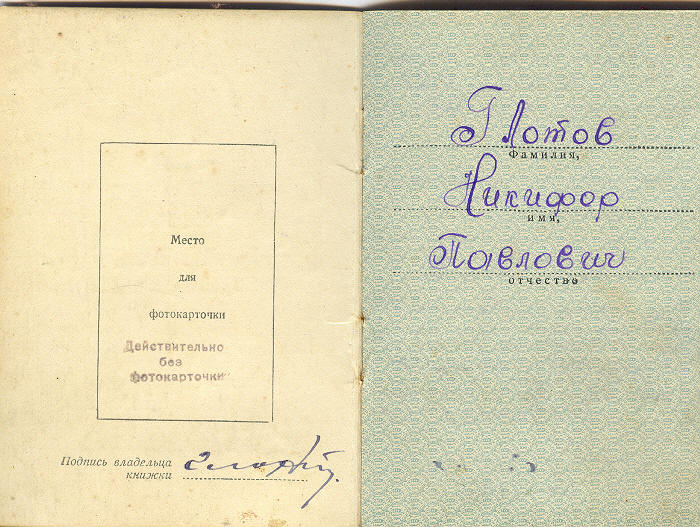 Место
для
фотокарточки
Действительно
без
фотокарточки
Подпись владельца
книжки
Глотов
Фамилия,
Никифор
имя,
Павлович
отчество